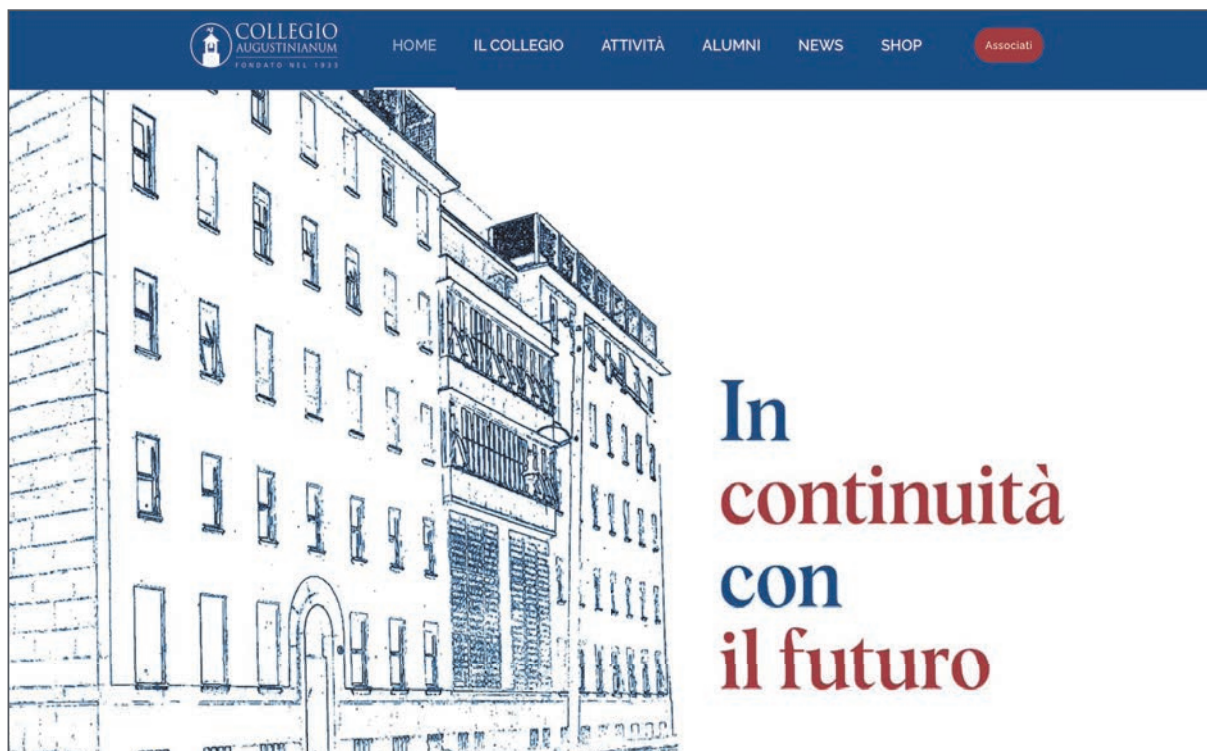 COLLEGIO
AUGUSTINIANUM
FONDATO NEL 1933
HOME IL COLLEGIO ATTIVITÀ ALUMNI NEWS SHOP Associati
In
continuità
con
il futuro